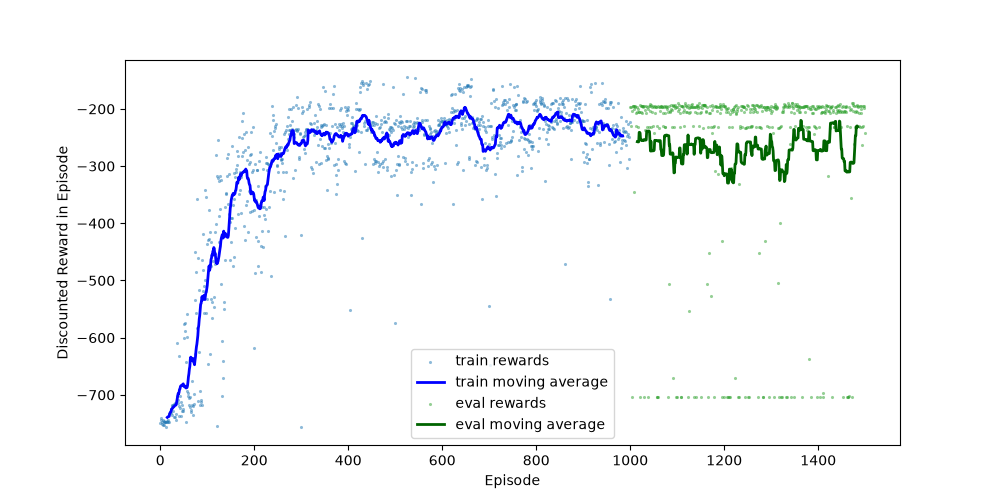 −200
−300
−400
−500
−600
−700
Discounted Reward in Episode
train rewards
train moving average
eval rewards
eval moving average
0 200 400 600 800 1000 1200 1400
Episode